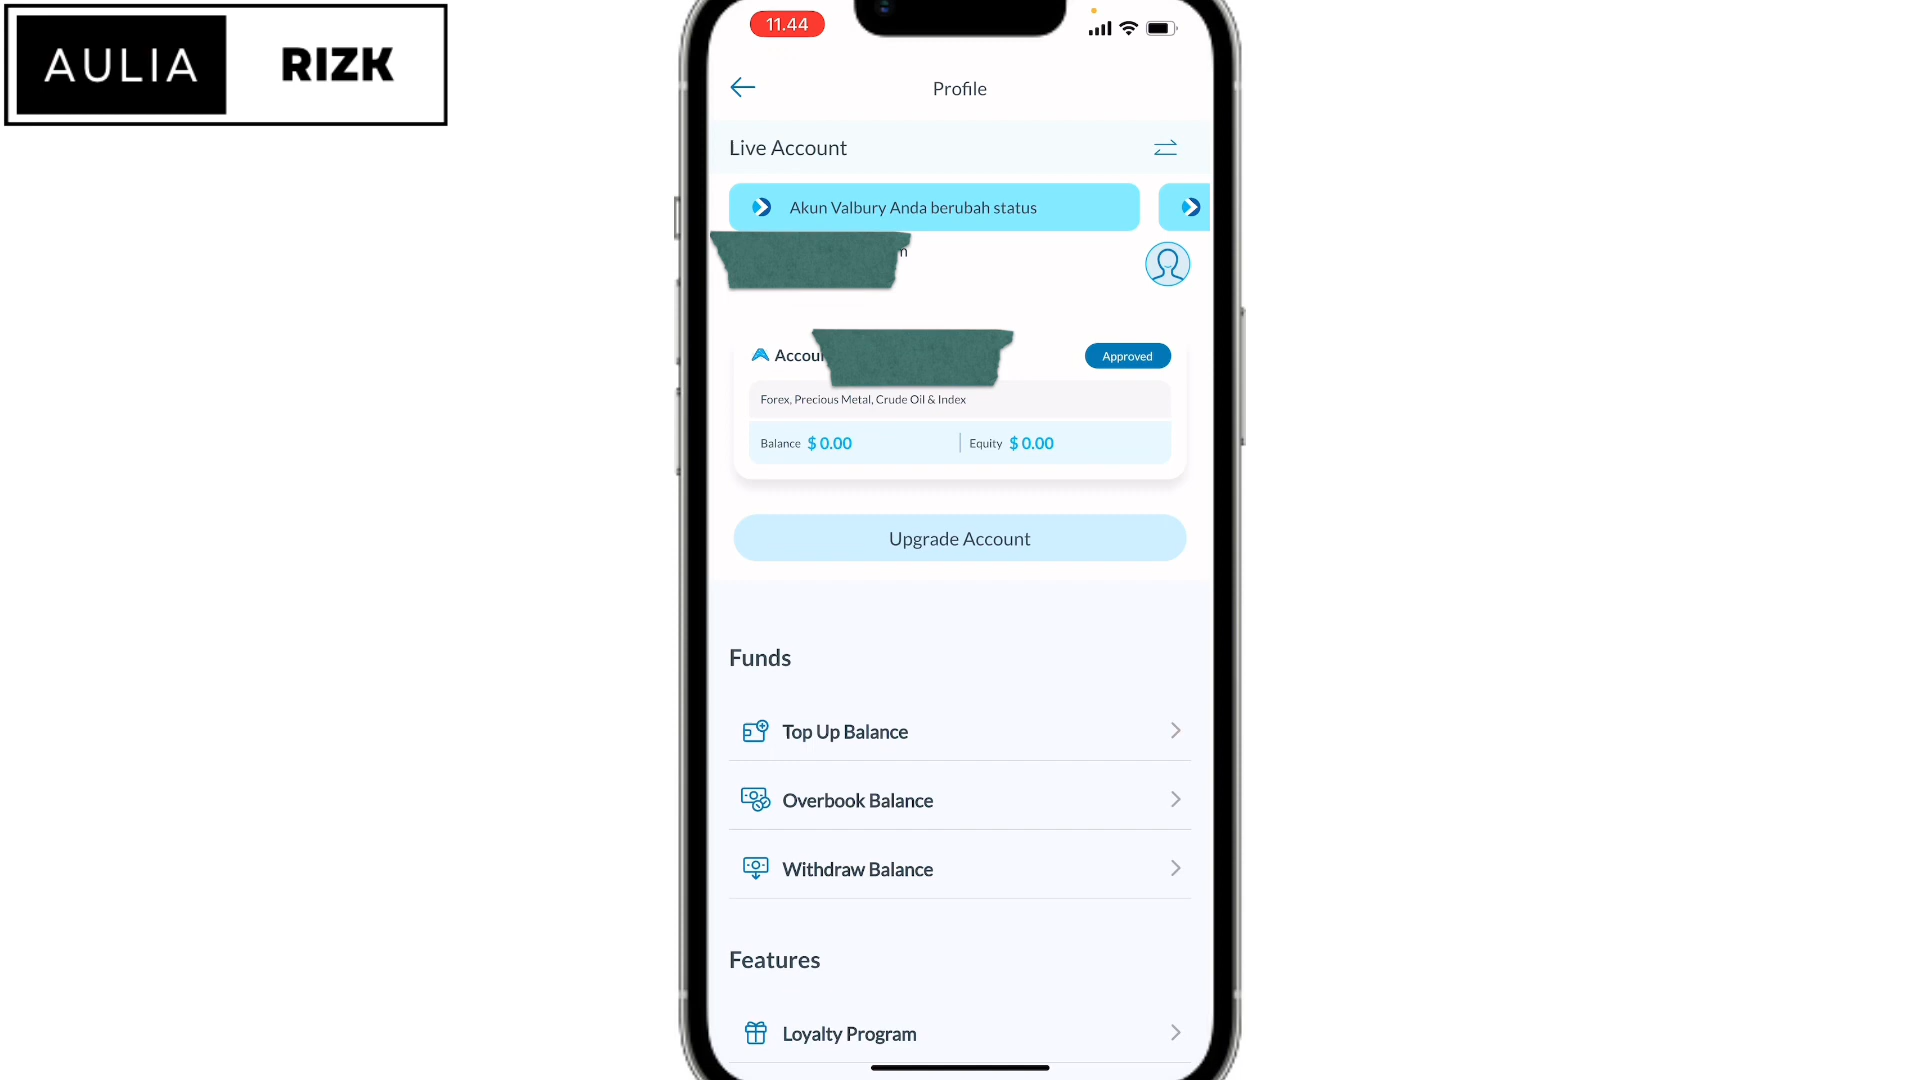 AULIA RIZK
11.44
Profile
Live Account
Akun Valbury Anda berubah status
Approved
Forex, Precious Metal, Crude Oil & Index
Balance $ 0.00 Equity $ 0.00
Upgrade Account
Funds
Top Up Balance
Overbook Balance
Withdraw Balance
Features
Loyalty Program